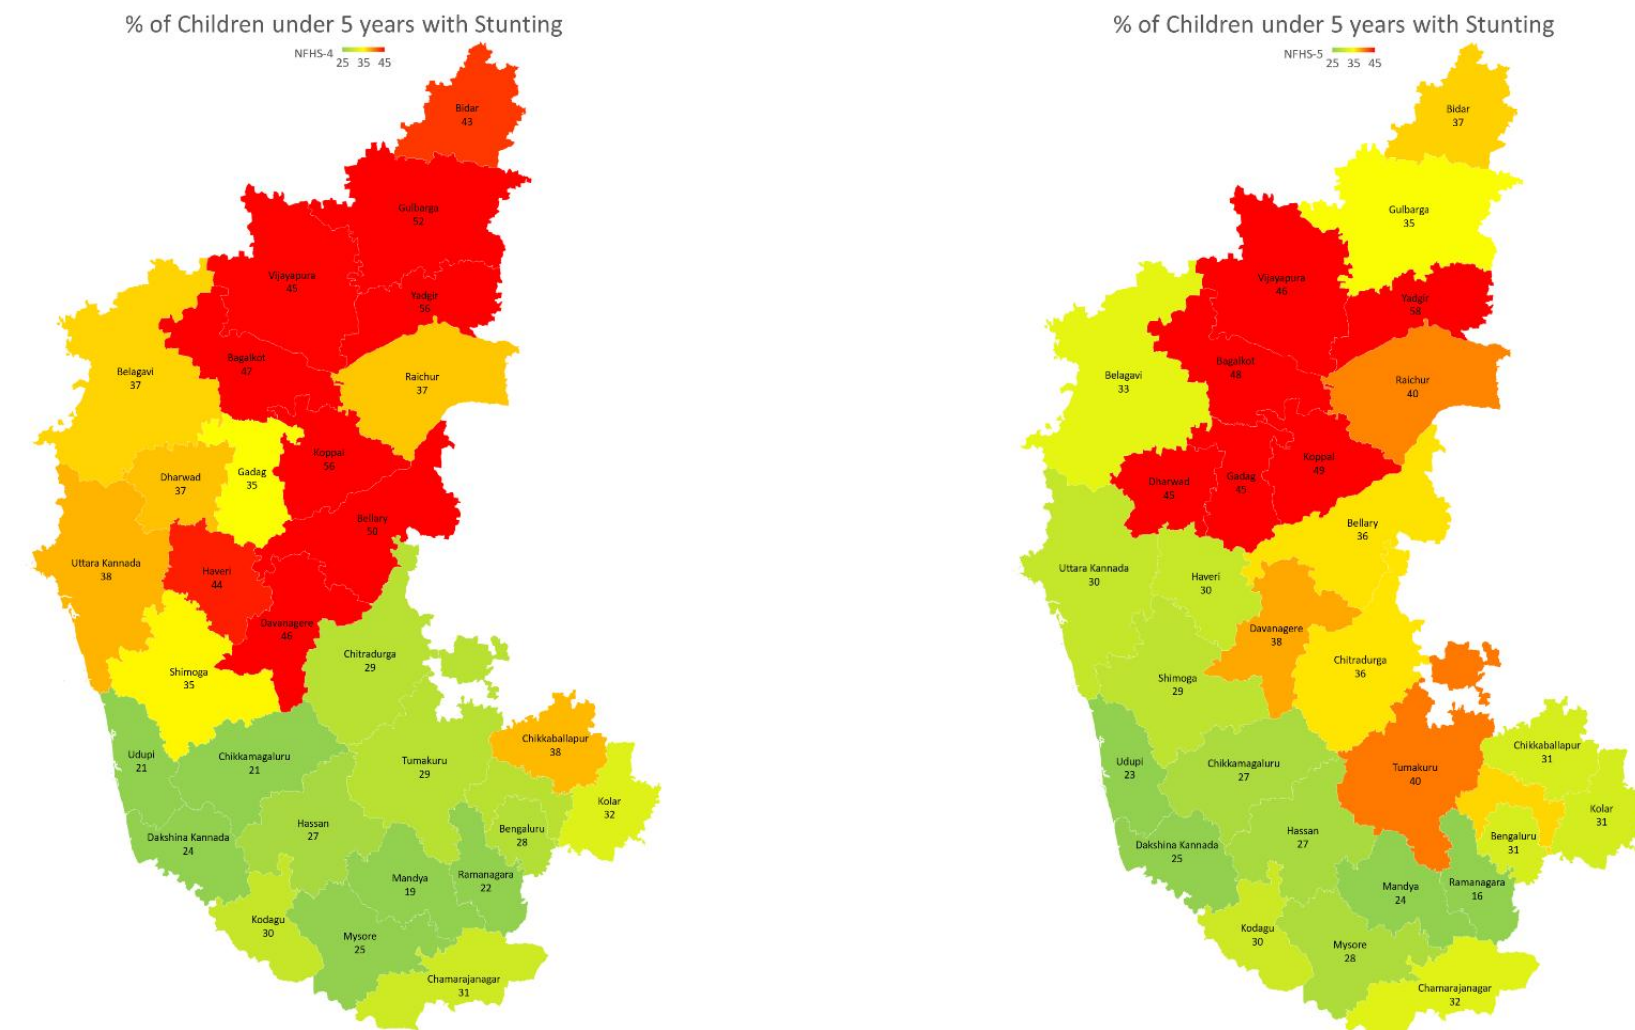 % of Children under 5 years with Stunting
NFHS-4
25 35 45
Bidar
43
Gulbarga
52
Vijayapura
45
Yadgir
56
Bagalkot
47
Belagavi
37
Raichur
37
Koppal
56
Gadag
35
Dharwad
37
Bellary
50
Uttara Kannada
38
Haveri
44
Davanagere
46
Chitradurga
29
Shimoga
35
Udupi
21
Chikkamagaluru
21
Tumakuru
29
Chikkaballapur
38
Kolar
32
Hassan
27
Bengaluru
28
Dakshina Kannada
24
Mandya
19
Ramanagara
22
Kodagu
30
Mysore
25
Chamarajanagar
31
% of Children under 5 years with Stunting
NFHS-5
25 35 45
Bidar
37
Gulbarga
35
Vijayapura
46
Yadgir
58
Bagalkot
48
Belagavi
33
Raichur
40
Koppal
49
Gadag
45
Dharwad
45
Bellary
36
Uttara Kannada
30
Haveri
30
Davanagere
38
Chitradurga
36
Shimoga
29
Udupi
23
Chikkamagaluru
27
Tumakuru
40
Chikkaballapur
31
Kolar
31
Hassan
27
Bengaluru
31
Dakshina Kannada
25
Mandya
24
Ramanagara
16
Kodagu
30
Mysore
28
Chamarajanagar
32